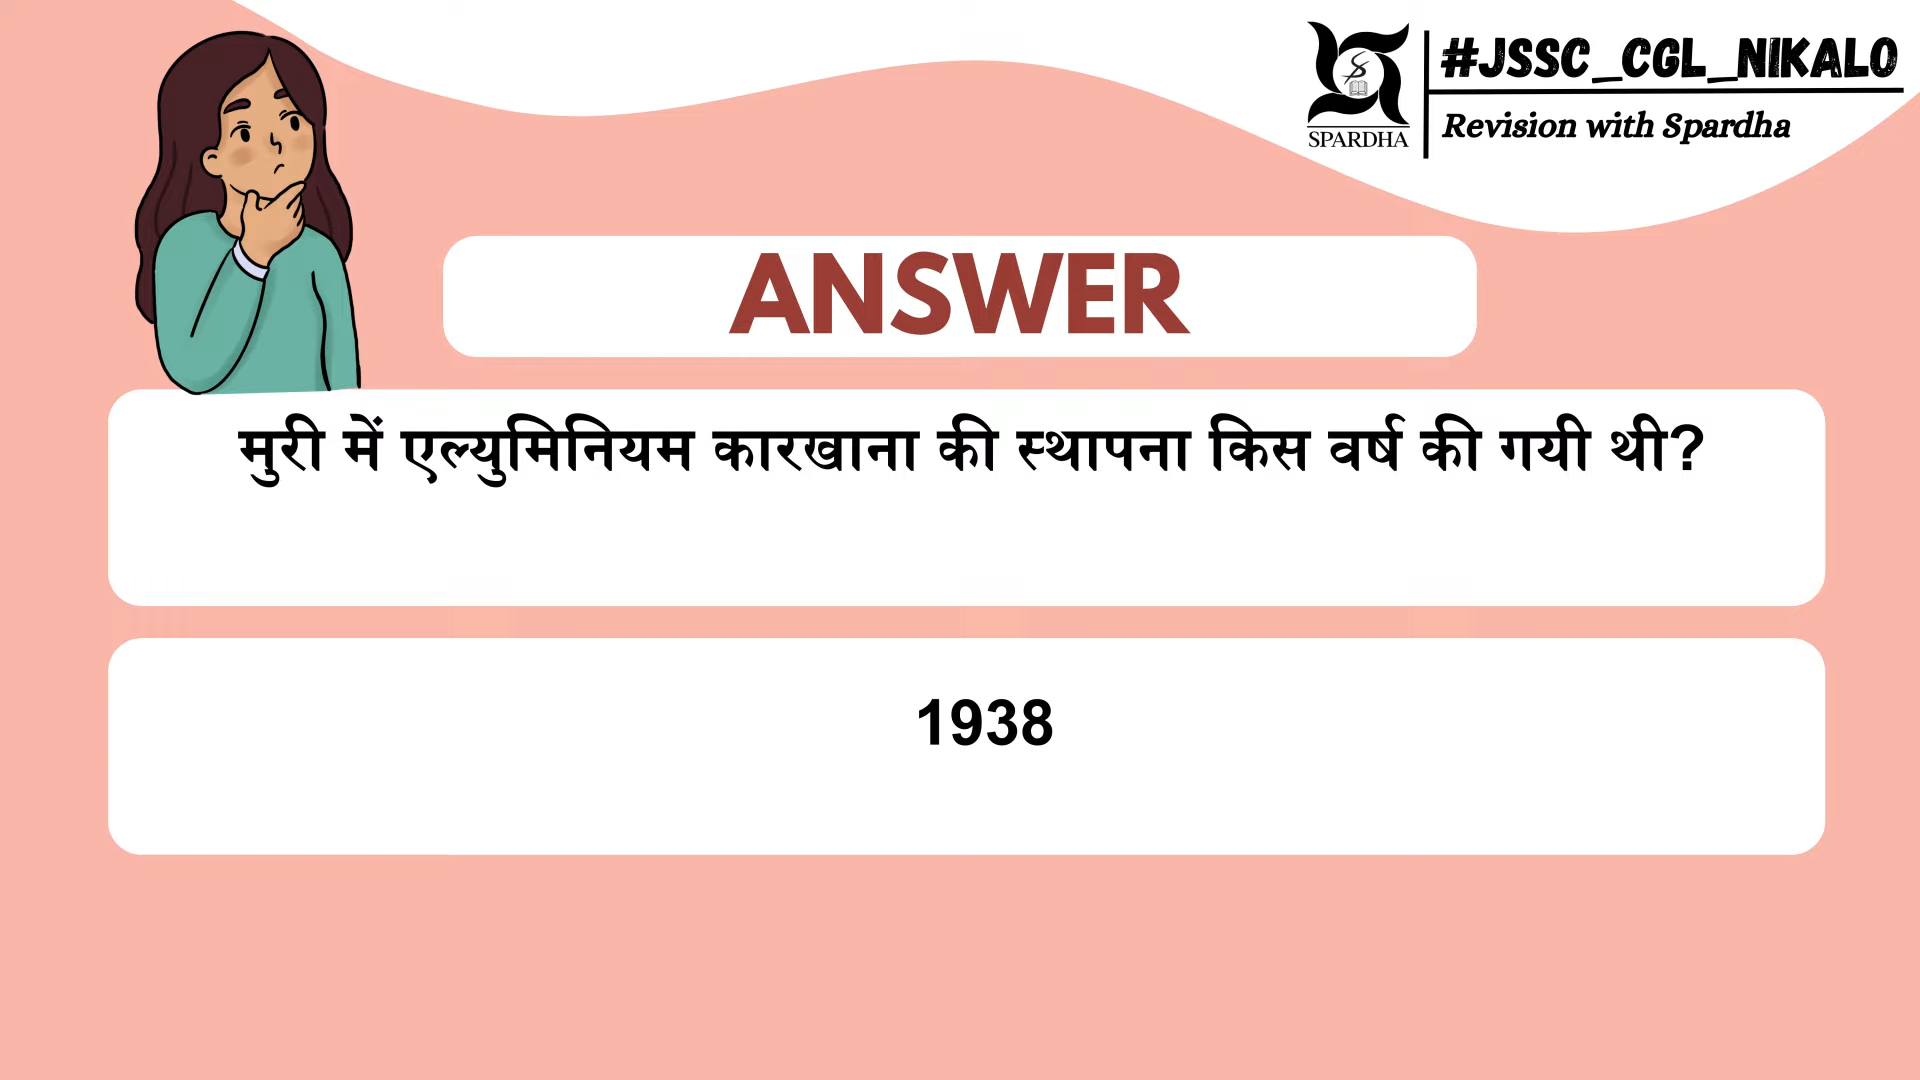 #JSSC_CGL_NIKALO
Revision with Spardha
SPARDHA
ANSWER
मुरी में एल्युमिनियम कारखाना की स्थापना किस वर्ष की गयी थी?
1938